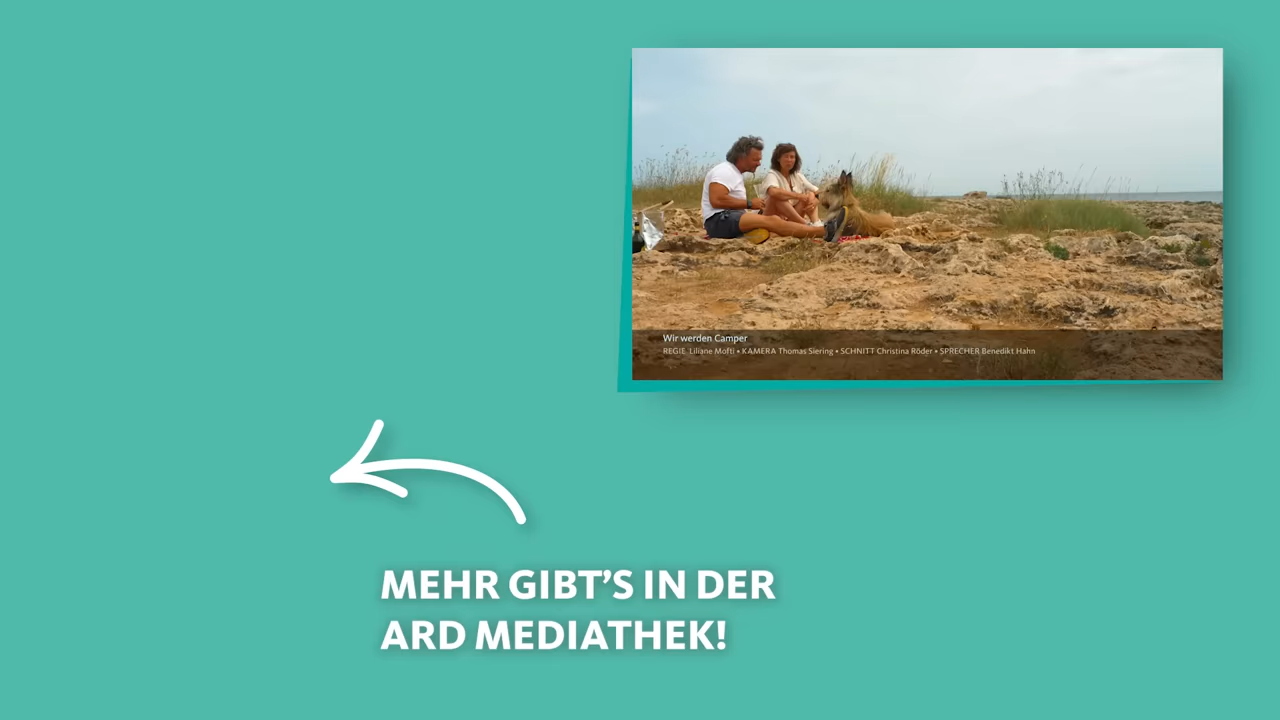 Wir werden Camper
REGIE Liliane Mofti • KAMERA Thomas Siering • SCHNITT Christina Röder • SPRECHER Benedikt Hahn
MEHR GIBT'S IN DER
ARD MEDIATHEK!